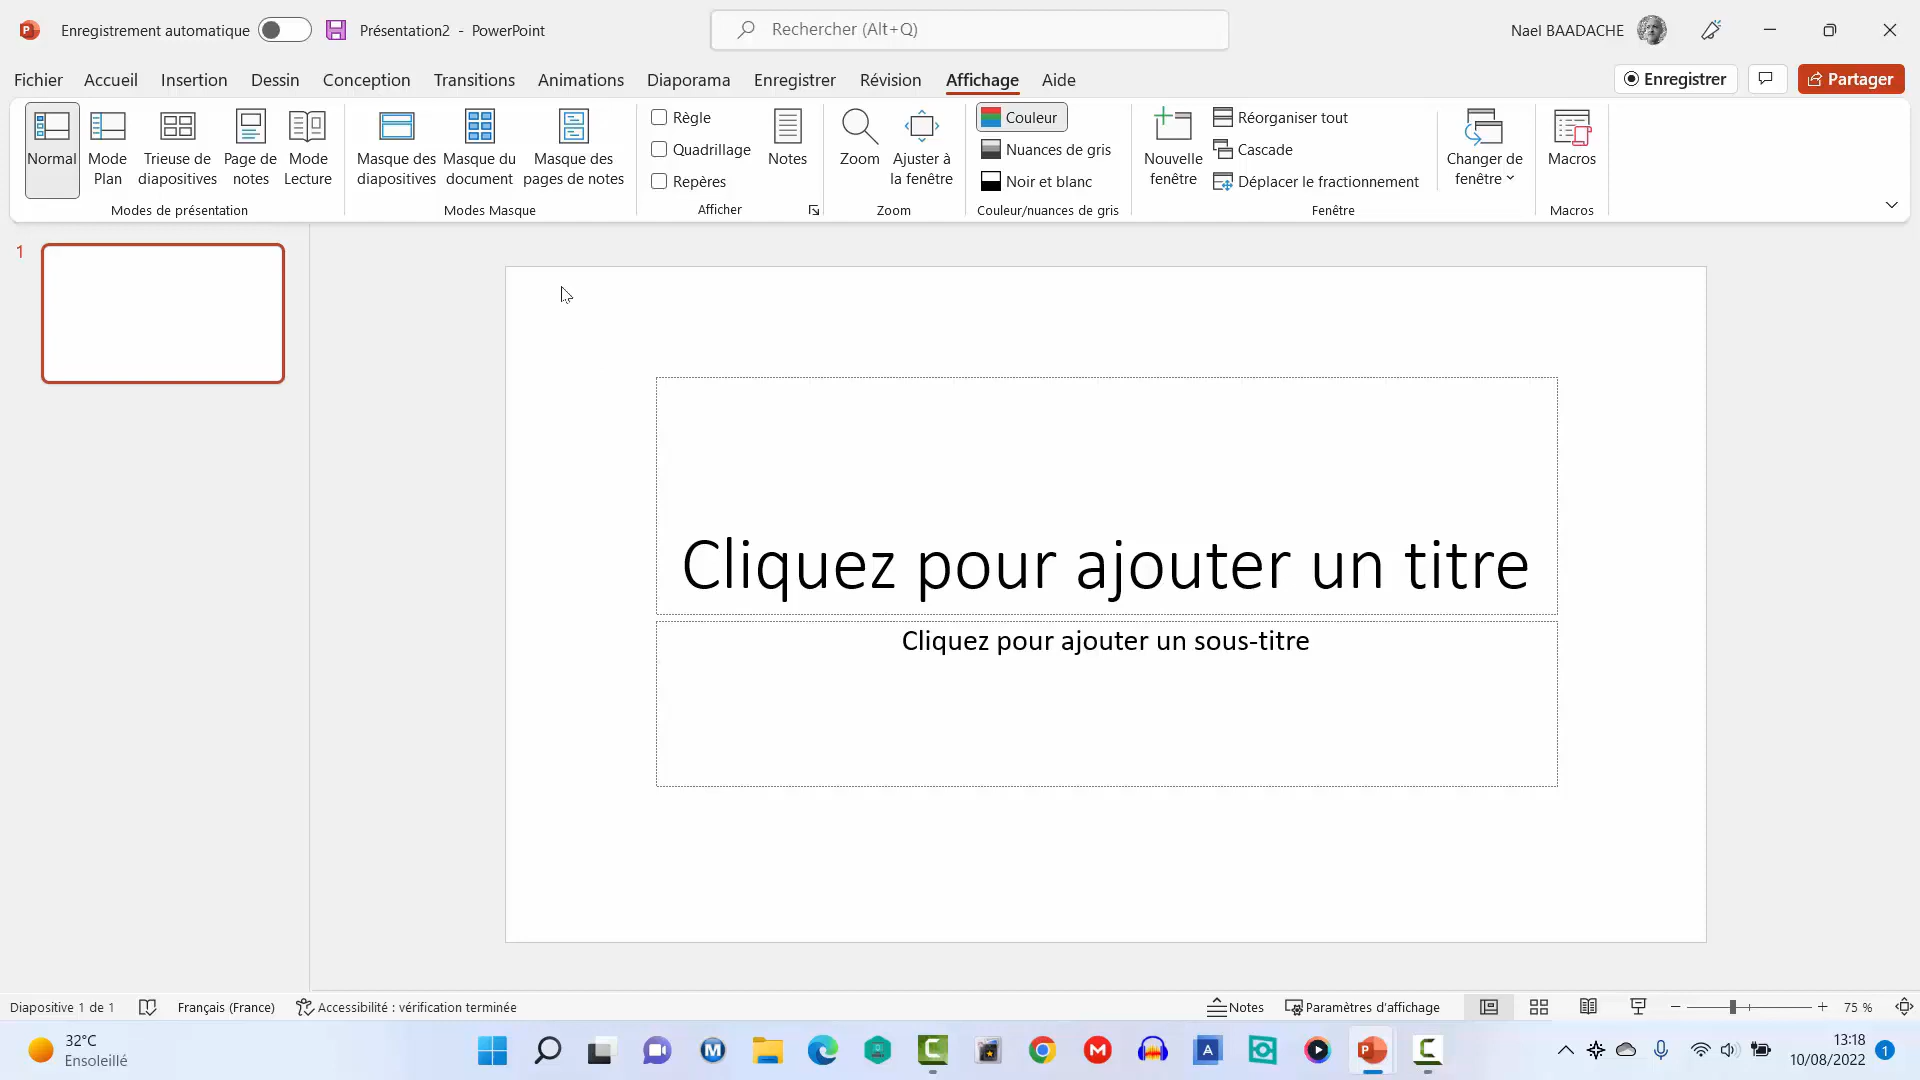 Enregistrement automatique
Présentation2 - PowerPoint
Rechercher (Alt+Q)
Nael BAADACHE
Fichier Accueil Insertion Dessin Conception Transitions Animations Diaporama Enregistrer Révision Affichage Aide
Enregistrer
Partager
Normal
Mode Plan
Trieuse de diapositives
Page de notes
Mode Lecture
Modes de présentation
Masque des diapositives
Masque du document
Masque des pages de notes
Modes Masque
Règle
Quadrillage
Repères
Afficher
Notes
Zoom
Ajuster à la fenêtre
Zoom
Couleur
Nuances de gris
Noir et blanc
Couleur/nuances de gris
Nouvelle fenêtre
Réorganiser tout
Cascade
Déplacer le fractionnement
Changer de fenêtre
Fenêtre
Macros
Macros
1
Cliquez pour ajouter un titre
Cliquez pour ajouter un sous-titre
Diapositive 1 de 1
Français (France)
Accessibilité : vérification terminée
Notes
Paramètres d'affichage
75 %
32°C
Ensoleillé
13:18
10/08/2022
1